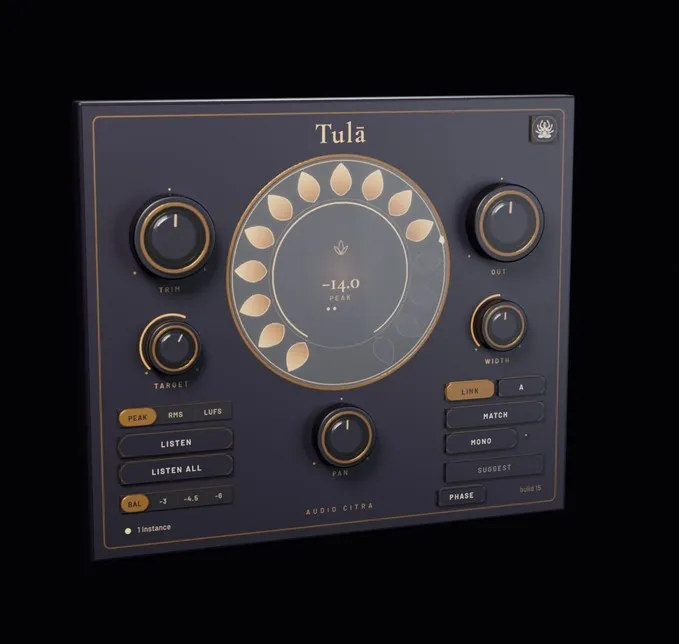 Tulā
TRIM
OUT
-14.0
PEAK
TARGET
WIDTH
PEAK RMS LUFS
LINK A
LISTEN
MATCH
LISTEN ALL
MONO
PAN
SUGGEST
BAL -3 -4.5 -6
PHASE
build 15
AUDIO CITRA
1 Instance